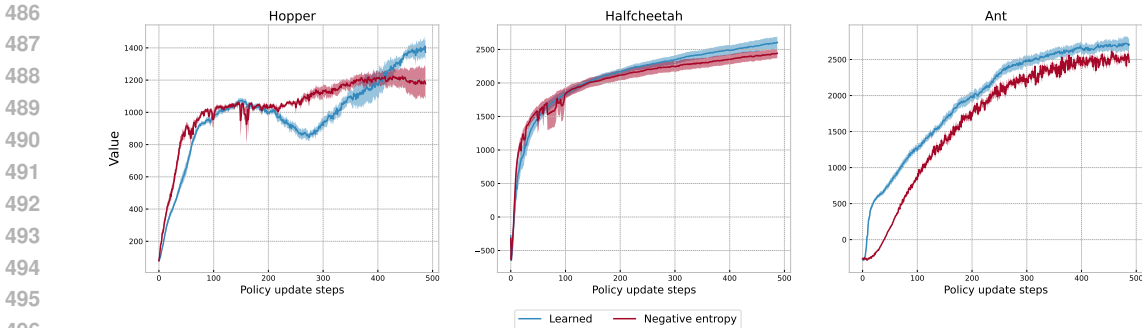 486
487
488
489
490
491
492
493
494
495
Hopper
Value
1400
1200
1000
800
600
400
200
0 100 200 300 400 500
Policy update steps
Halfcheetah
2500
2000
1500
1000
500
0
−500
0 100 200 300 400 500
Policy update steps
Ant
2500
2000
1500
1000
500
0
0 100 200 300 400 500
Policy update steps
Learned Negative entropy